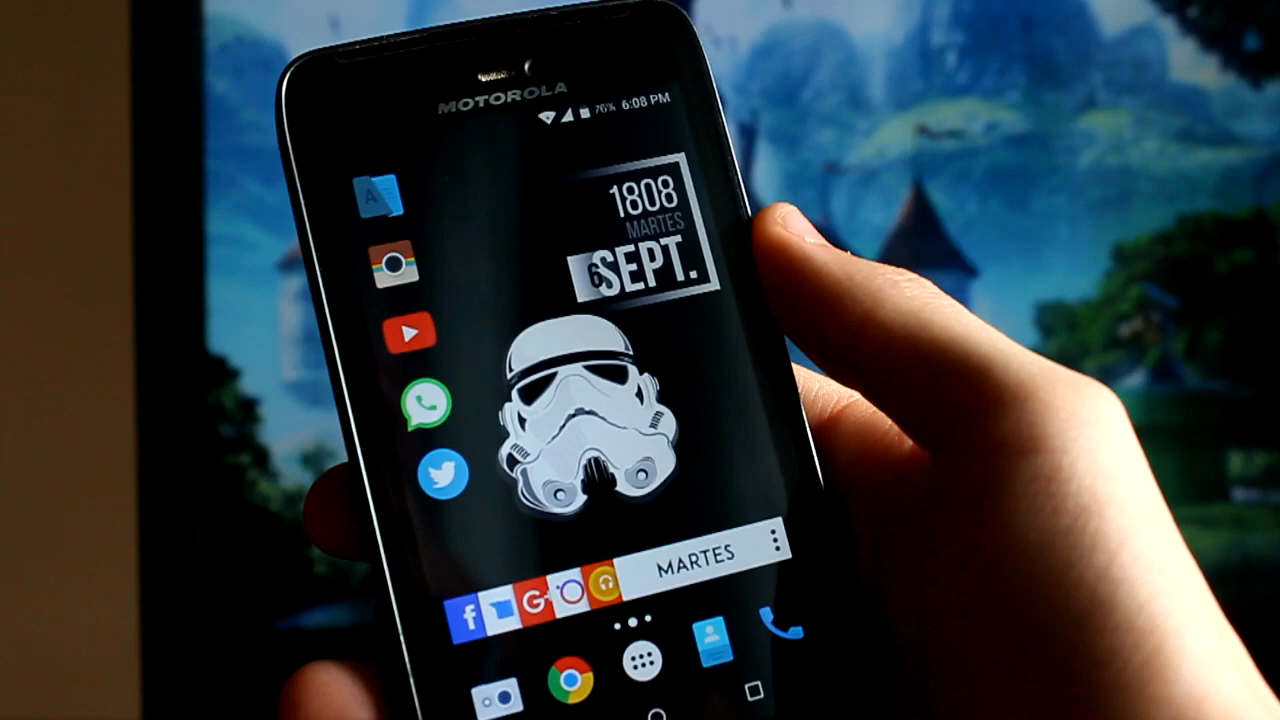 MOTOROLA
76% 6:08 PM
A
1808
MARTES
6 SEPT.
f G+ MARTES